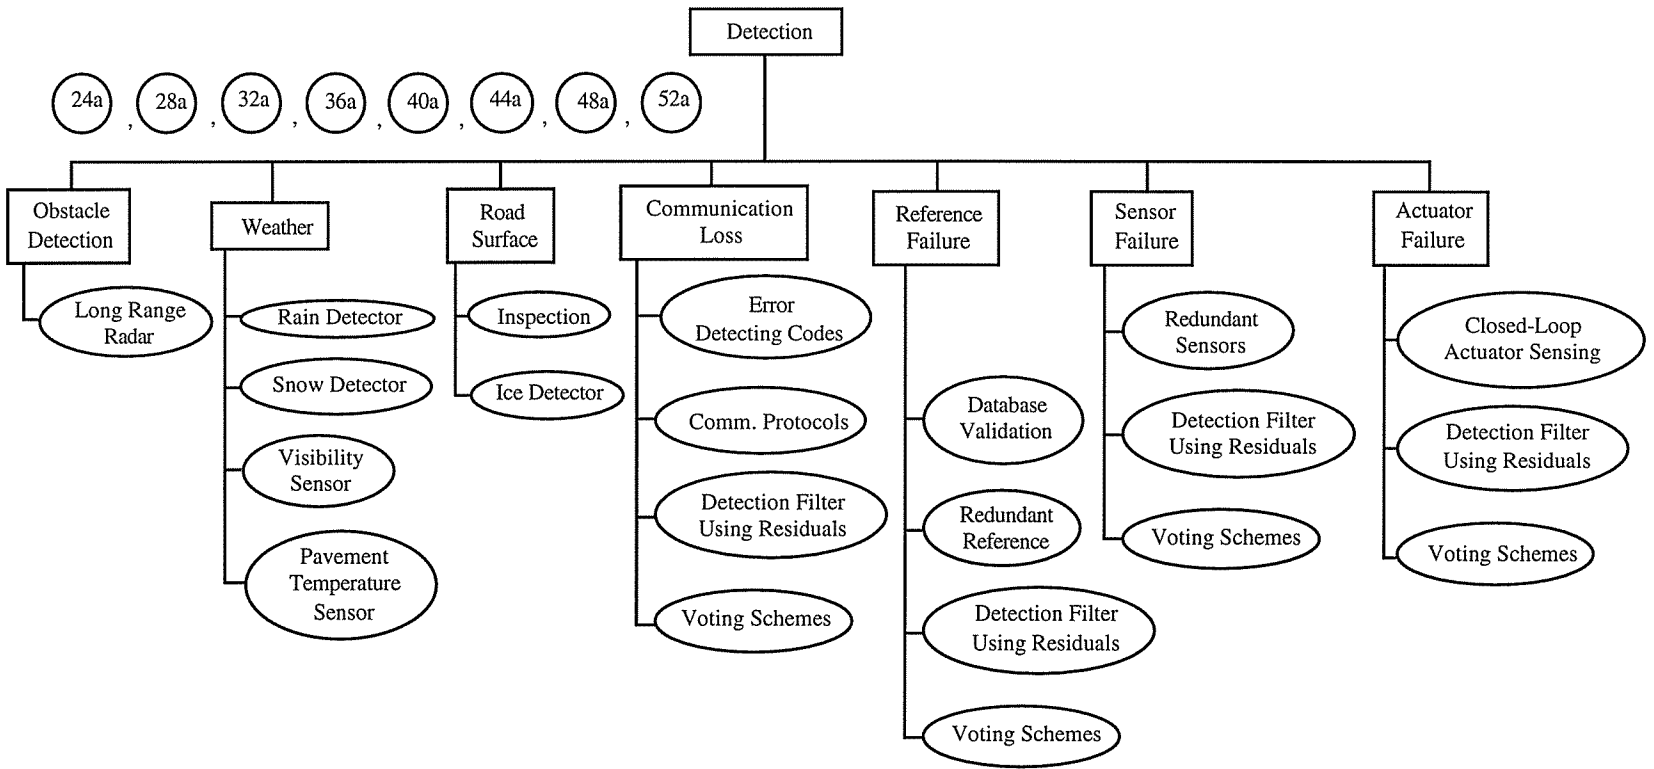 Detection
24a , 28a , 32a , 36a , 40a , 44a , 48a , 52a
Obstacle
Detection
Long Range
Radar
Weather
Rain Detector
Snow Detector
Visibility
Sensor
Pavement
Temperature
Sensor
Road
Surface
Inspection
Ice Detector
Communication
Loss
Error
Detecting Codes
Comm. Protocols
Detection Filter
Using Residuals
Voting Schemes
Reference
Failure
Database
Validation
Redundant
Reference
Detection Filter
Using Residuals
Voting Schemes
Sensor
Failure
Redundant
Sensors
Detection Filter
Using Residuals
Voting Schemes
Actuator
Failure
Closed-Loop
Actuator Sensing
Detection Filter
Using Residuals
Voting Schemes